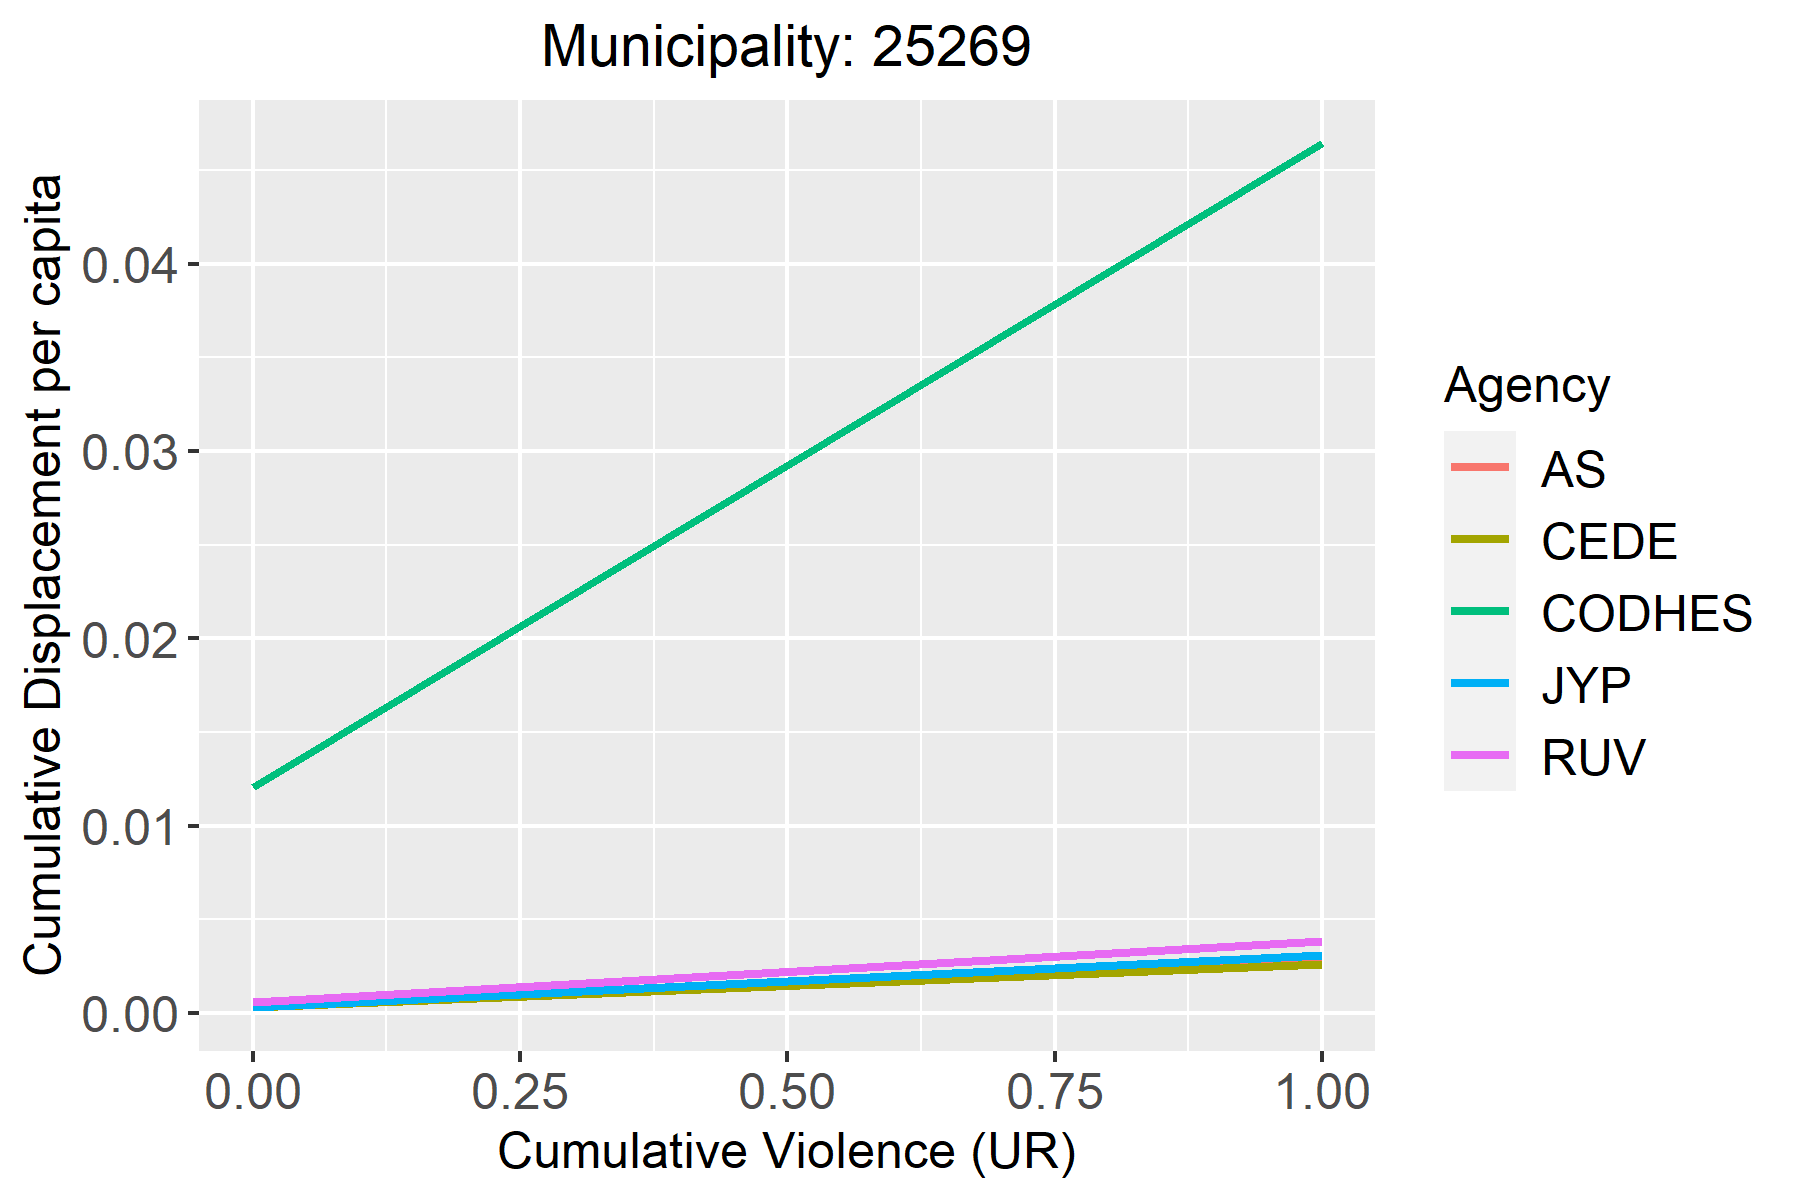 Municipality: 25269
Cumulative Displacement per capita
0.04
0.03
0.02
0.01
0.00
0.00 0.25 0.50 0.75 1.00
Cumulative Violence (UR)
Agency
AS
CEDE
CODHES
JYP
RUV